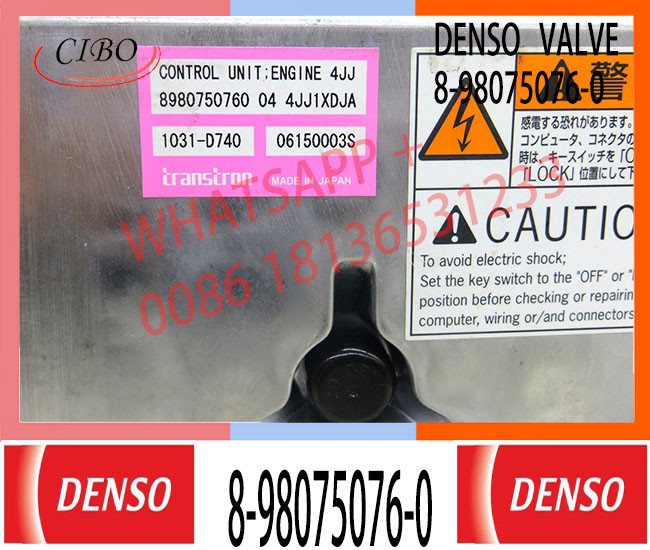 CIBO
DENSO VALVE
8-98075076-0
CONTROL UNIT;ENGINE 4JJ
8980750760 04 4JJ1XDJA
1031-D740 06150003S
transtron MADE IN JAPAN
警
感電する恐れがあります。
コンピュータ、コネクタの
時は、キースイッチを「O
「LOCK」位置にして下
CAUTIO
To avoid electric shock;
Set the key switch to the "OFF" or "
position before checking or repairin
computer, wiring or/and connectors
WHATSAPP +
0086 18136531233
DENSO
8-98075076-0
DENSO